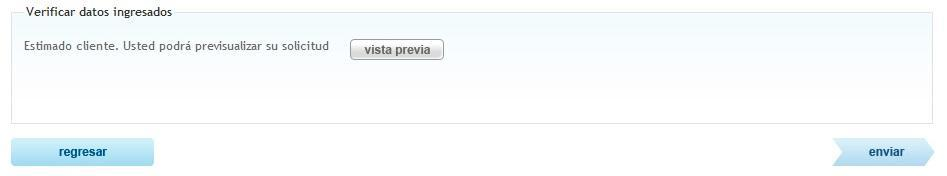 Verificar datos ingresados
Estimado cliente. Usted podrá previsualizar su solicitud vista previa
regresar enviar